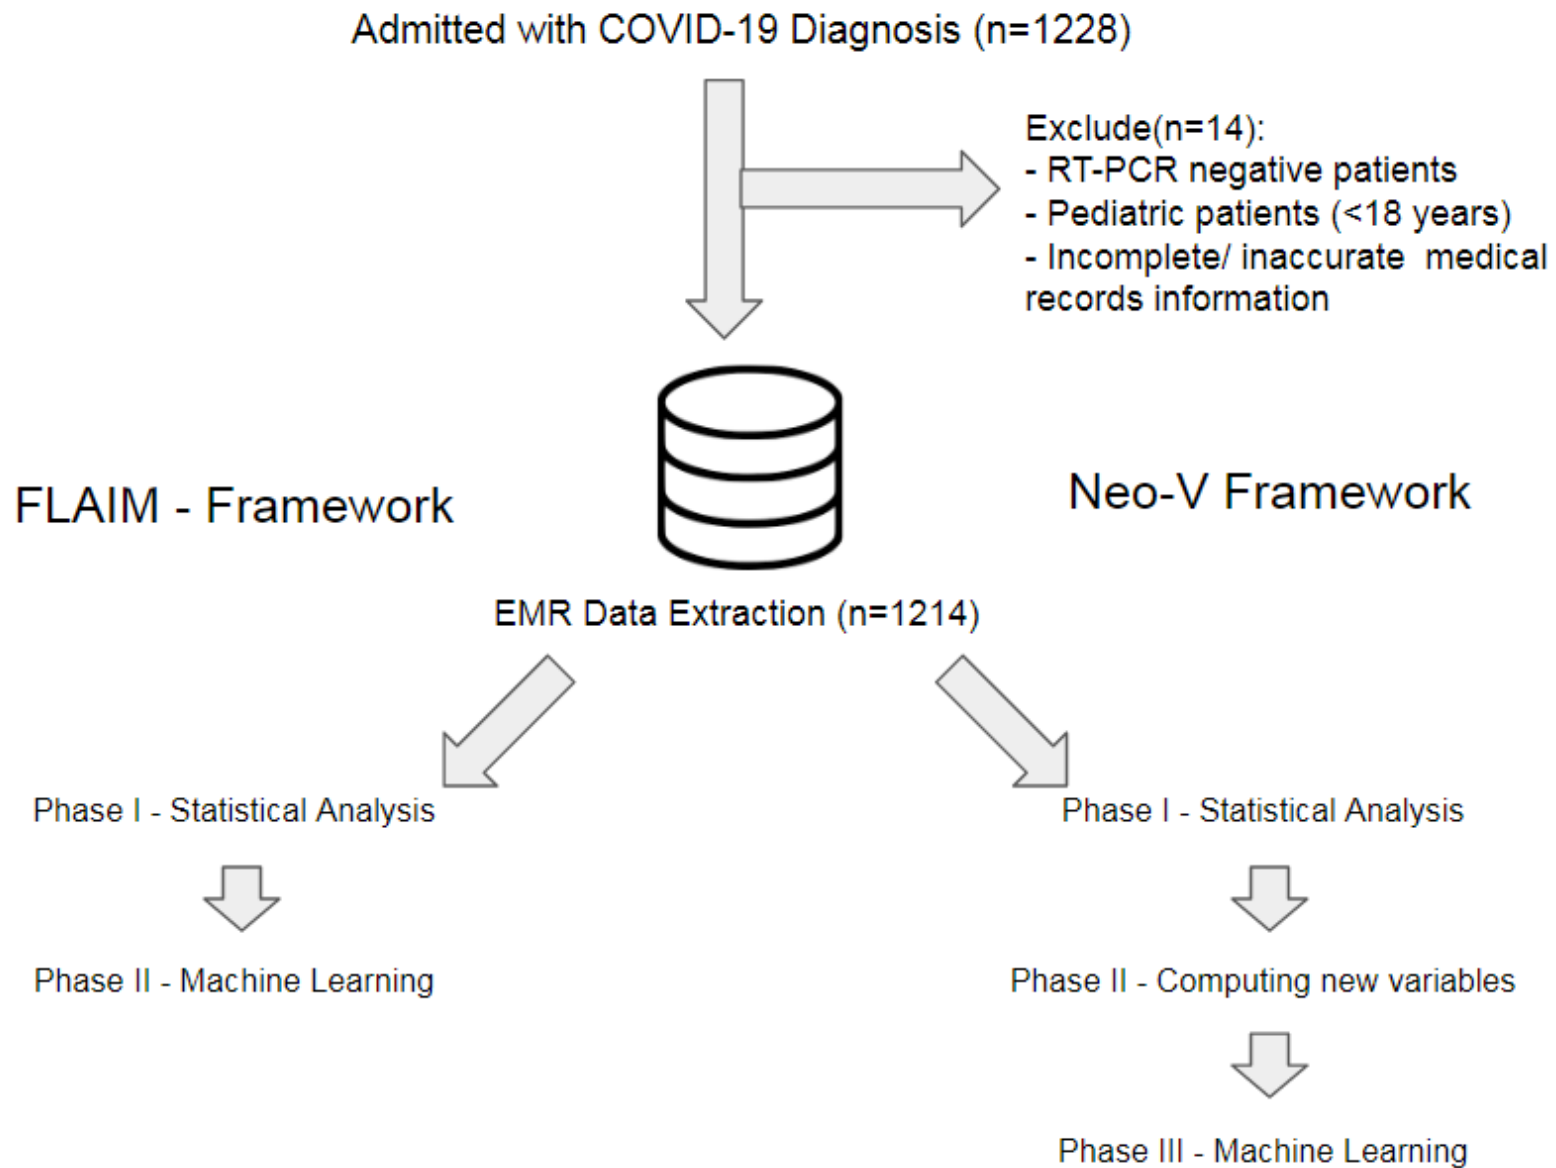 Admitted with COVID-19 Diagnosis (n=1228)
Exclude(n=14):
- RT-PCR negative patients
- Pediatric patients (<18 years)
- Incomplete/ inaccurate  medical
records information
FLAIM - Framework
Neo-V Framework
EMR Data Extraction (n=1214)
Phase I - Statistical Analysis
Phase I - Statistical Analysis
Phase II - Machine Learning
Phase II - Computing new variables
Phase III - Machine Learning